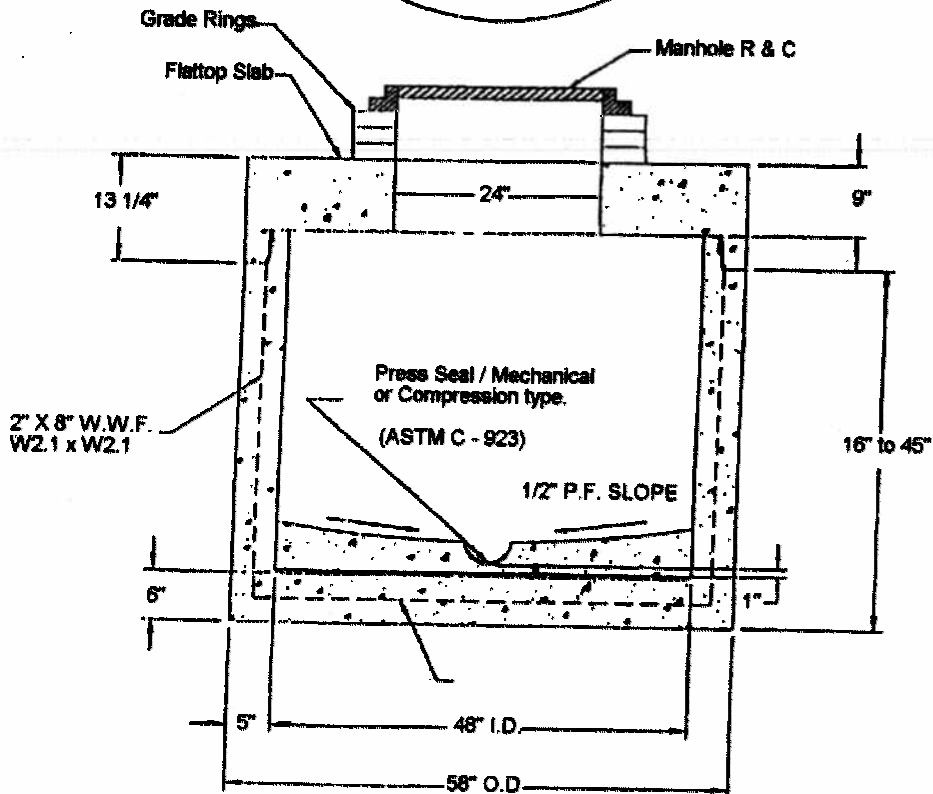 Grade Rings
Manhole R & C
Flattop Slab
13 1/4"
24"
9"
Press Seal / Mechanical
or Compression type.
(ASTM C - 923)
2" X 8" W.W.F.
W2.1 x W2.1
16" to 45"
1/2" P.F. SLOPE
6"
1"
5"
48" I.D.
58" O.D